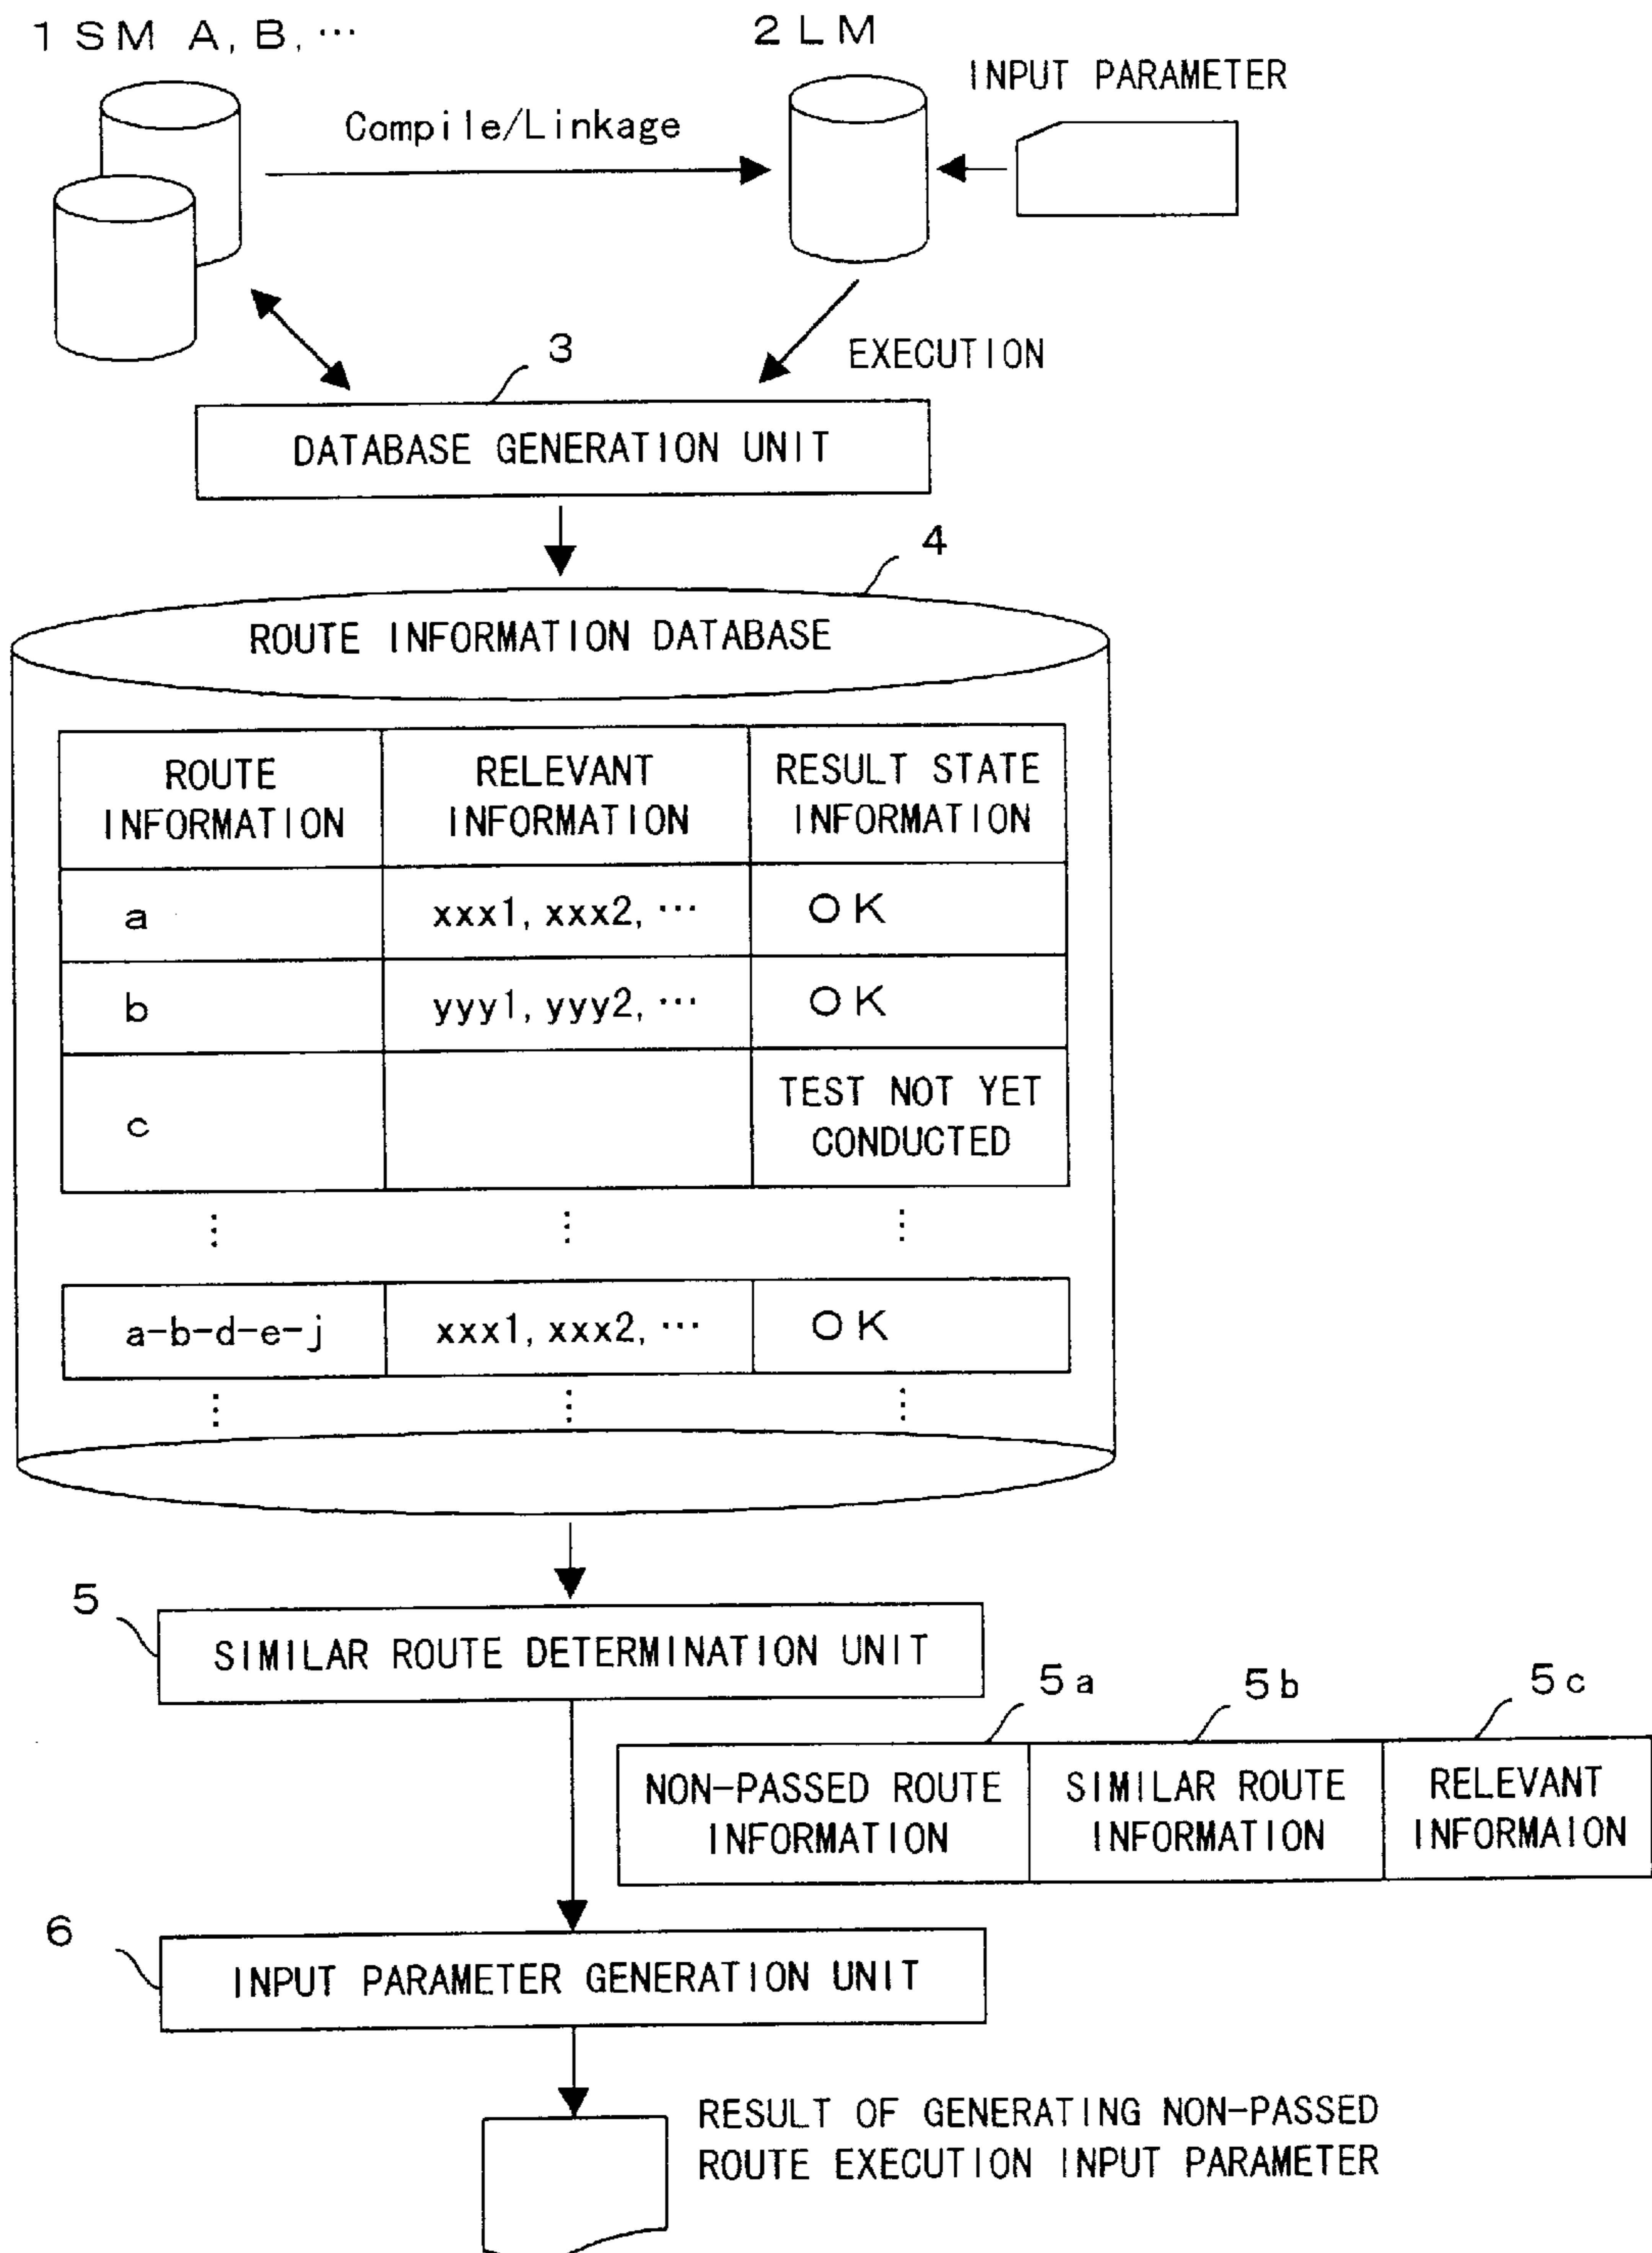 1 SM A, B, …
2 LM
INPUT PARAMETER
Compile/Linkage
3
EXECUTION
DATABASE GENERATION UNIT
4
ROUTE INFORMATION DATABASE
ROUTE
INFORMATION
RELEVANT
INFORMATION
RESULT STATE
INFORMATION
a
xxx1, xxx2, …
OK
b
yyy1, yyy2, …
OK
c
TEST NOT YET
CONDUCTED
⋮ ⋮ ⋮
a-b-d-e-j
xxx1, xxx2, …
OK
⋮ ⋮ ⋮
5
SIMILAR ROUTE DETERMINATION UNIT
5a
5b
5c
NON-PASSED ROUTE
INFORMATION
SIMILAR ROUTE
INFORMATION
RELEVANT
INFORMAION
6
INPUT PARAMETER GENERATION UNIT
RESULT OF GENERATING NON-PASSED
ROUTE EXECUTION INPUT PARAMETER